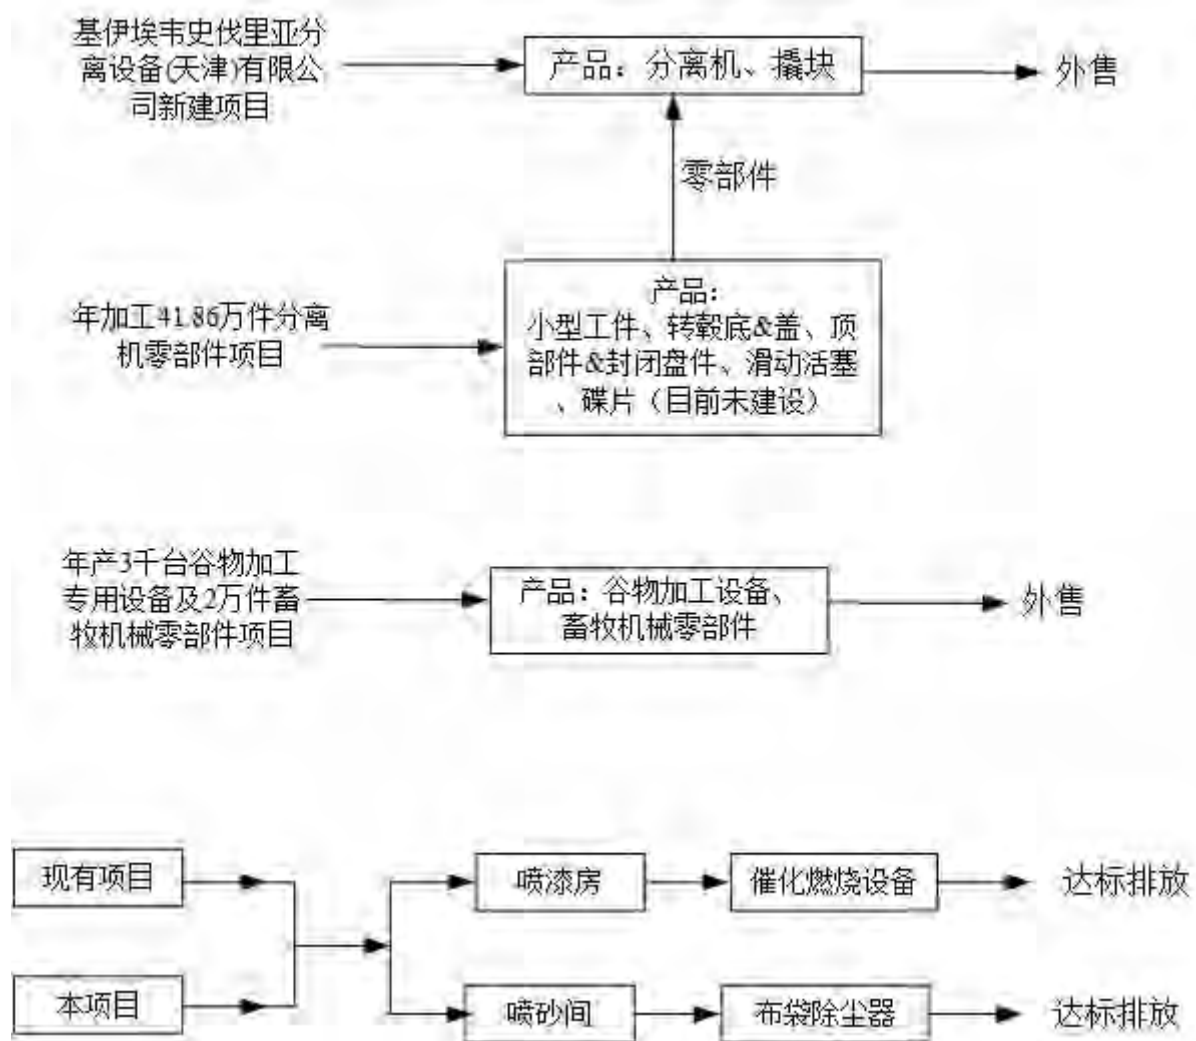 基伊埃韦史伐里亚分
离设备(天津)有限公
司新建项目
产品：分离机、撬块
外售
零部件
年加工41.86万件分离
机零部件项目
产品：
小型工件、转毂底&盖、顶
部件&封闭盘件、滑动活塞
、碟片（目前未建设）
年产3千台谷物加工
专用设备及2万件畜
牧机械零部件项目
产品：谷物加工设备、
畜牧机械零部件
外售
现有项目
喷漆房
催化燃烧设备
达标排放
本项目
喷砂间
布袋除尘器
达标排放